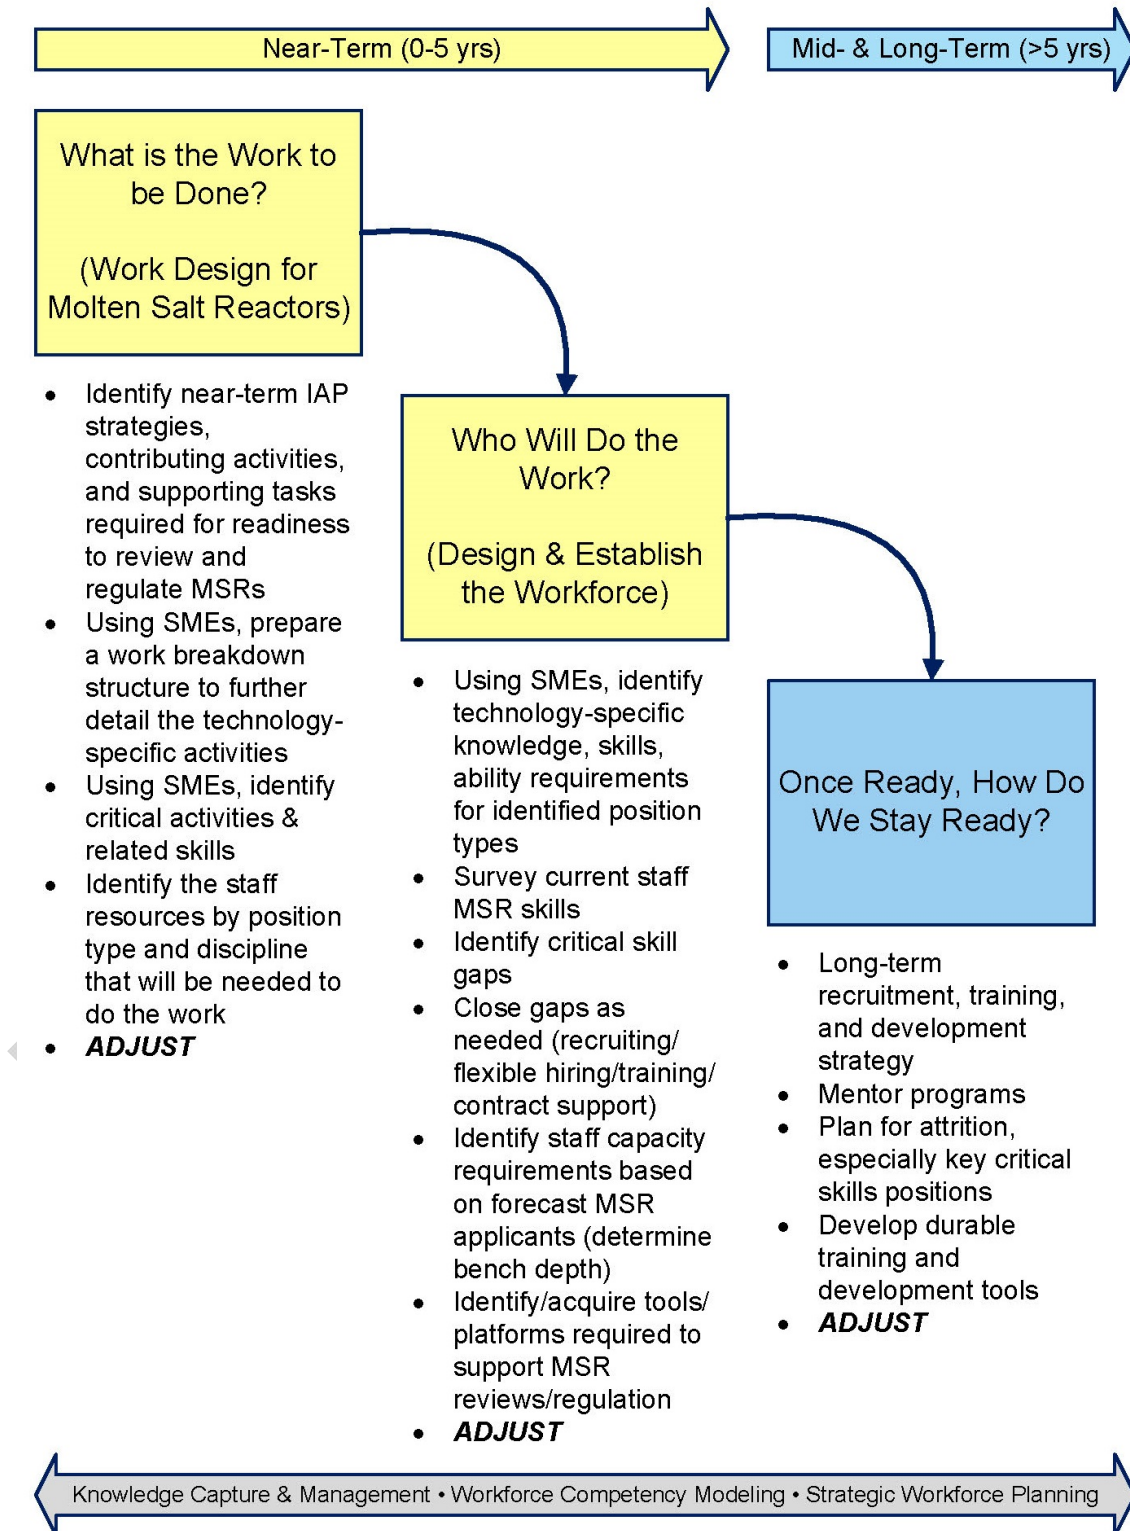 Near-Term (0-5 yrs)
Mid- & Long-Term (>5 yrs)
What is the Work to
be Done?
(Work Design for
Molten Salt Reactors)
• Identify near-term IAP
strategies,
contributing activities,
and supporting tasks
required for readiness
to review and
regulate MSRs
• Using SMEs, prepare
a work breakdown
structure to further
detail the technology-
specific activities
• Using SMEs, identify
critical activities &
related skills
• Identify the staff
resources by position
type and discipline
that will be needed to
do the work
• ADJUST
Who Will Do the
Work?
(Design & Establish
the Workforce)
• Using SMEs, identify
technology-specific
knowledge, skills,
ability requirements
for identified position
types
• Survey current staff
MSR skills
• Identify critical skill
gaps
• Close gaps as
needed (recruiting/
flexible hiring/training/
contract support)
• Identify staff capacity
requirements based
on forecast MSR
applicants (determine
bench depth)
• Identify/acquire tools/
platforms required to
support MSR
reviews/regulation
• ADJUST
Once Ready, How Do
We Stay Ready?
• Long-term
recruitment, training,
and development
strategy
• Mentor programs
• Plan for attrition,
especially key critical
skills positions
• Develop durable
training and
development tools
• ADJUST
Knowledge Capture & Management • Workforce Competency Modeling • Strategic Workforce Planning